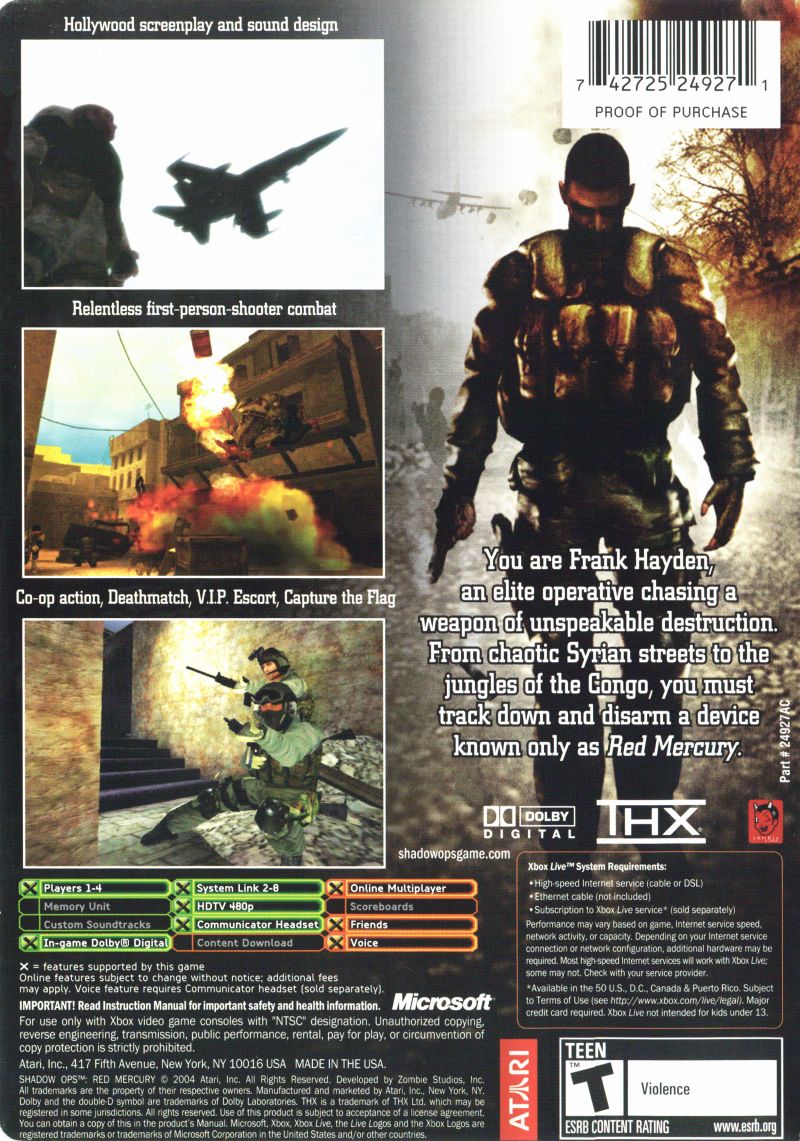 Hollywood screenplay and sound design
7 42725 24927 1
PROOF OF PURCHASE
Relentless first-person-shooter combat
Co-op action, Deathmatch, V.I.P. Escort, Capture the Flag
You are Frank Hayden,
an elite operative chasing a
weapon of unspeakable destruction.
From chaotic Syrian streets to the
jungles of the Congo, you must
track down and disarm a device
known only as Red Mercury.
Part # 24927AC
DOLBY
DIGITAL
THX
zombie
shadowopsgame.com
Players 1-4
System Link 2-8
Online Multiplayer
Memory Unit
HDTV 480p
Scoreboards
Custom Soundtracks
Communicator Headset
Friends
In-game Dolby® Digital
Content Download
Voice
X = features supported by this game
Online features subject to change without notice; additional fees
may apply. Voice feature requires Communicator headset (sold separately).
IMPORTANT! Read Instruction Manual for important safety and health information.
Microsoft®
For use only with Xbox video game consoles with "NTSC" designation. Unauthorized copying,
reverse engineering, transmission, public performance, rental, pay for play, or circumvention of
copy protection is strictly prohibited.
Atari, Inc., 417 Fifth Avenue, New York, NY 10016 USA MADE IN THE USA.
SHADOW OPS™: RED MERCURY © 2004 Atari, Inc. All Rights Reserved. Developed by Zombie Studios, Inc.
All trademarks are the property of their respective owners. Manufactured and marketed by Atari, Inc., New York, NY.
Dolby and the double-D symbol are trademarks of Dolby Laboratories. THX is a trademark of THX Ltd. which may be
registered in some jurisdictions. All rights reserved. Use of this product is subject to acceptance of a license agreement.
You can obtain a copy of this in the product's Manual. Microsoft, Xbox, Xbox Live, the Live Logos and the Xbox Logos are
registered trademarks or trademarks of Microsoft Corporation in the United States and/or other countries.
Xbox Live™ System Requirements:
• High-speed Internet service (cable or DSL)
• Ethernet cable (not included)
• Subscription to Xbox Live service* (sold separately)
Performance may vary based on game, Internet service speed,
network activity, or capacity. Depending on your Internet service
connection or network configuration, additional hardware may be
required. Most high-speed Internet services will work with Xbox Live;
some may not. Check with your service provider.
*Available in the 50 U.S., D.C., Canada & Puerto Rico. Subject
to Terms of Use (see http://www.xbox.com/live/legal). Major
credit card required. Xbox Live not intended for kids under 13.
ATARI
TEEN
T™
Violence
ESRB CONTENT RATING www.esrb.org